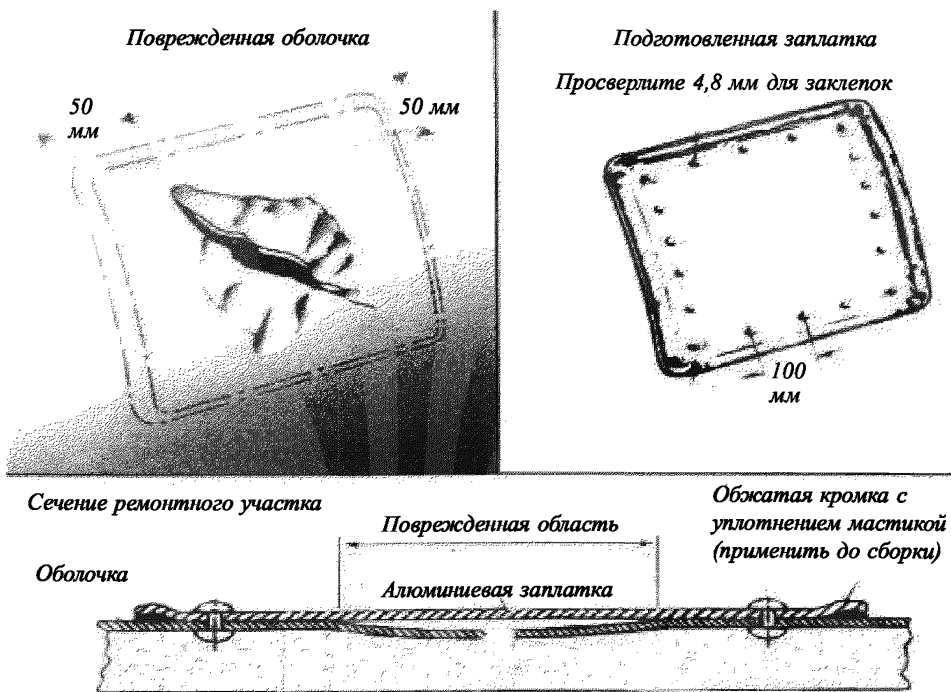 Поврежденная оболочка
50
мм
50 мм
Подготовленная заплатка
Просверлите 4,8 мм для заклепок
100
мм
Сечение ремонтного участка
Поврежденная область
Обжатая кромка с
уплотнением мастикой
(применить до сборки)
Оболочка
Алюминиевая заплатка